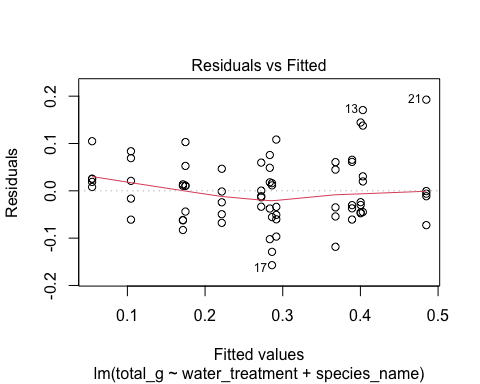 Residuals vs Fitted
Residuals
0.2
0.1
0.0
-0.1
-0.2
13
21
17
0.1 0.2 0.3 0.4 0.5
Fitted values
lm(total_g ~ water_treatment + species_name)